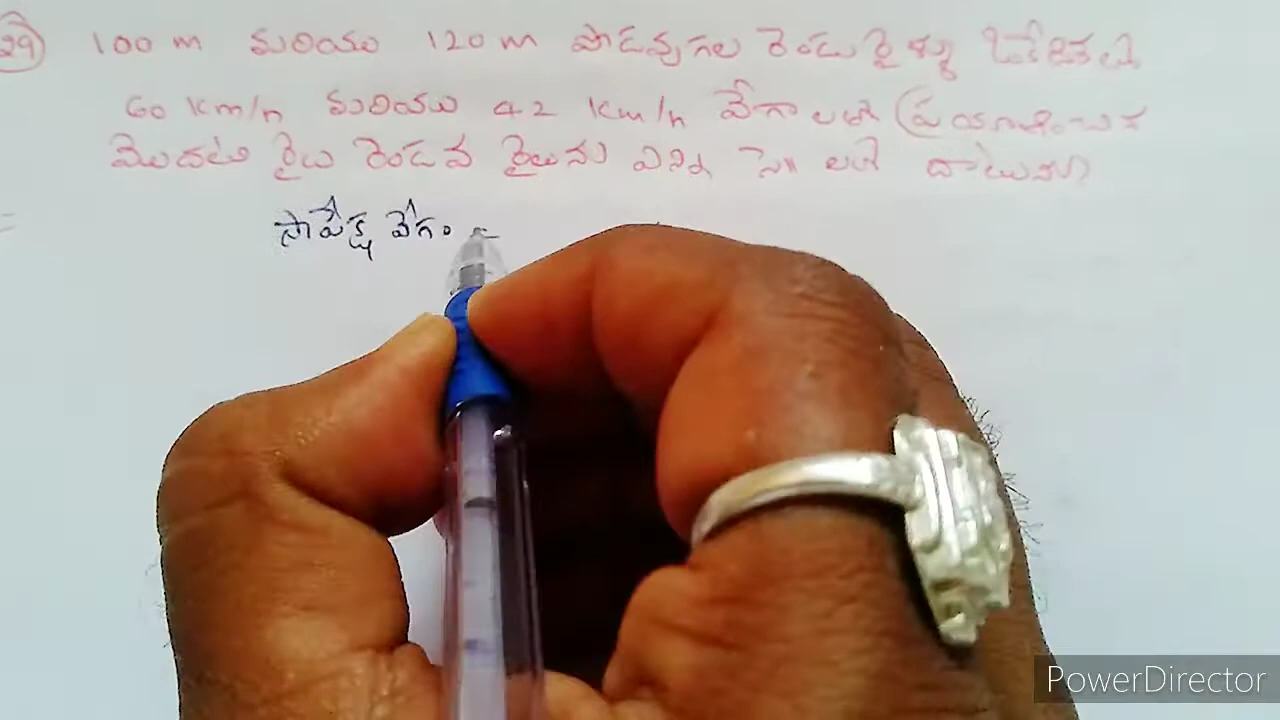 29) 100 m మరియు 120 m పొడవుగల రెండు రైళ్ళు ఒకే దిశలో
60 km/h మరియు 42 km/h వేగాలతో ప్రయాణించుచ
మొదటి రైలు రెండవ రైలును ఎన్ని సె॥ లలో దాటును
= సాపేక్ష వేగం =
PowerDirector